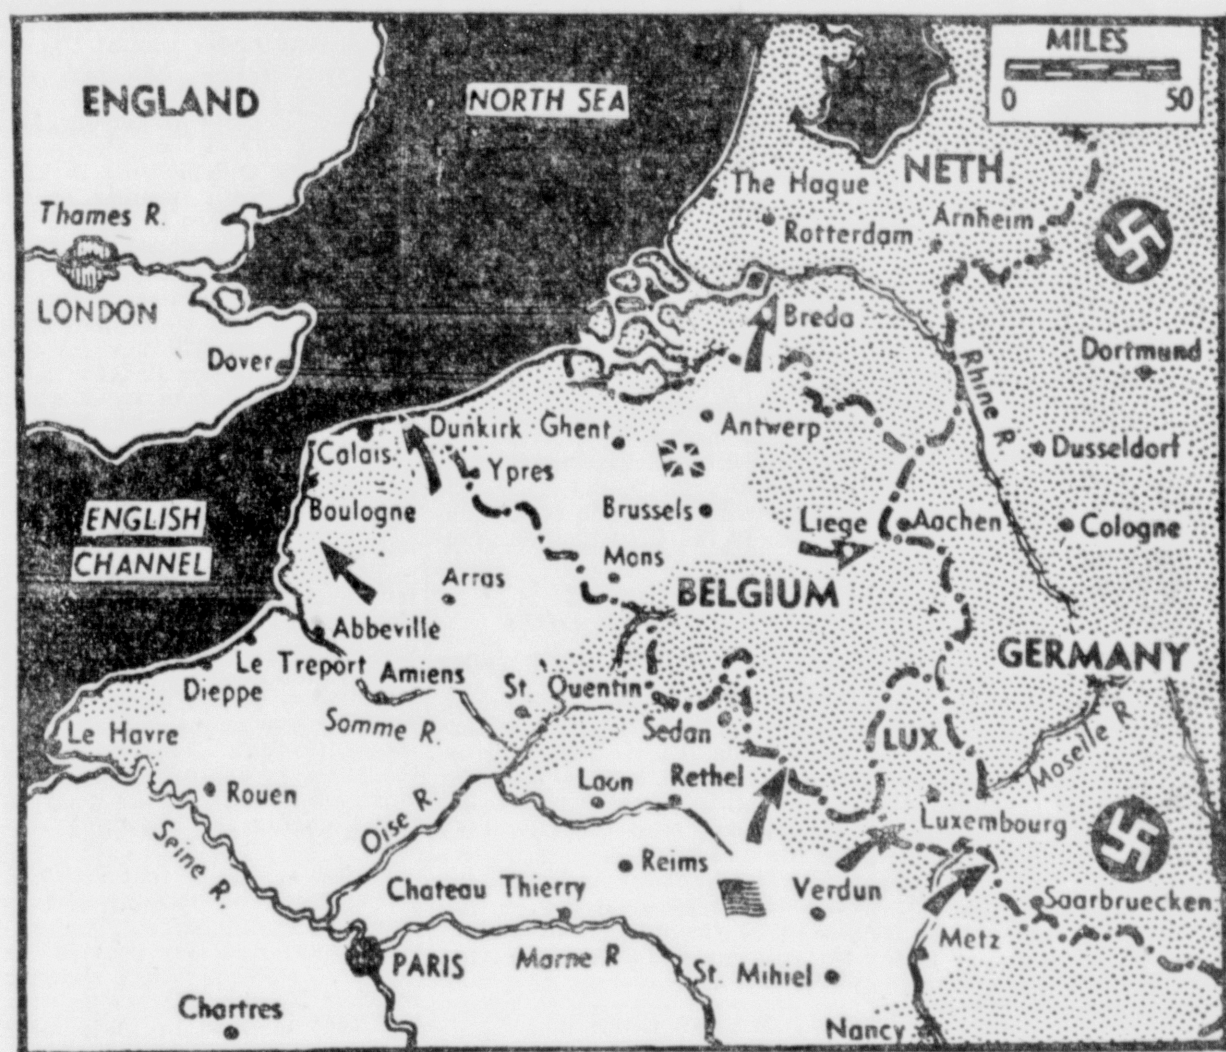 MILES
0 50
ENGLAND
NORTH SEA
NETH.
The Hague
Thames R.
Rotterdam
Arnheim
LONDON
Breda
Dover
Rhine R.
Dortmund
Dunkirk
Ghent
Antwerp
Dusseldorf
Calais
Ypres
Boulogne
Brussels
Liege
Aachen
Cologne
ENGLISH
CHANNEL
Mons
Arras
BELGIUM
Abbeville
GERMANY
Le Treport
Amiens
St. Quentin
Dieppe
Somme R.
Sedan
LUX.
Moselle R.
Le Havre
Laon
Rethel
Rouen
Oise R.
Luxembourg
Seine R.
Reims
Verdun
Chateau Thierry
Saarbruecken
Metz
PARIS
Marne R
St. Mihiel
Chartres
Nancy